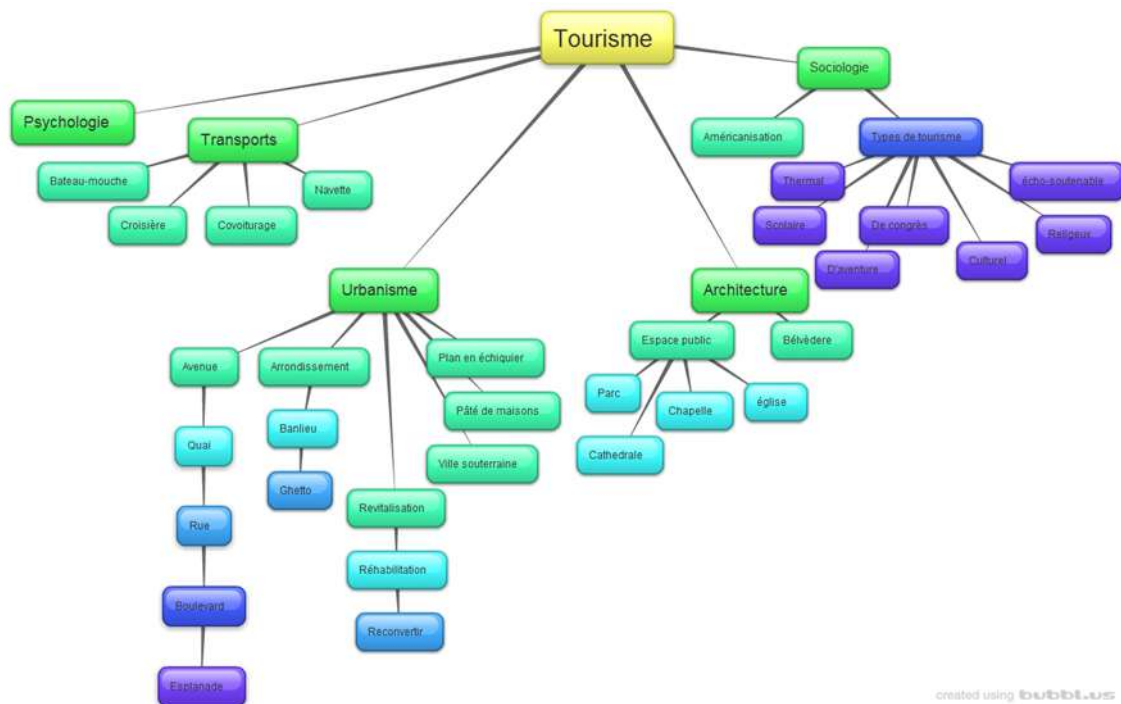 Tourisme
Sociologie
Psychologie
Transports
Américanisation
Types de tourisme
Bateau-mouche
Navette
Thermal
écho-soutenable
Croisière
Covoiturage
Scolaire
De congrès
Religeur
D'aventure
Culturel
Urbanisme
Architecture
Espace public
Bélvèdere
Avenue
Arrondissement
Plan en échiquier
Parc
Chapelle
église
Pâté de maisons
Quai
Banlieu
Cathedrale
Ville souterraine
Ghetto
Revitalisation
Rue
Réhabilitation
Boulevard
Reconvertir
Esplanade
created using bubbl.us